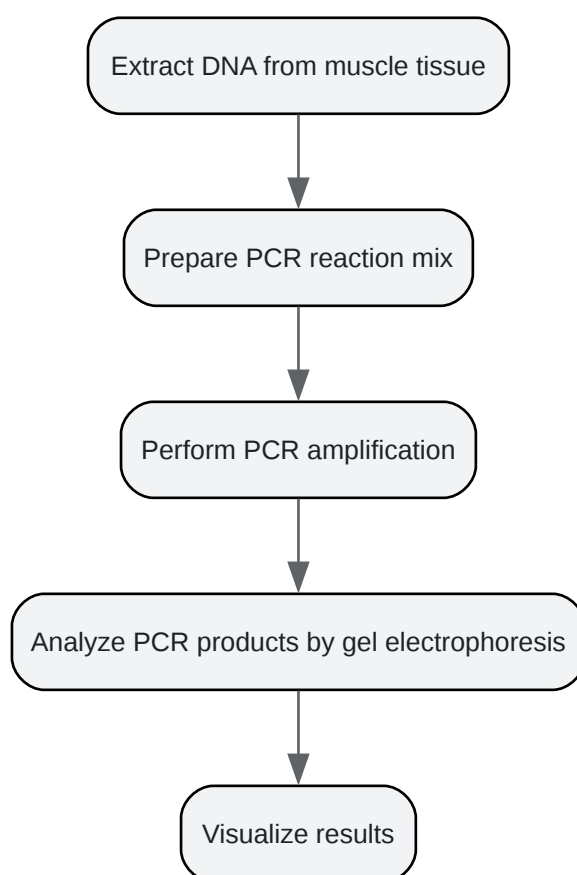 Extract DNA from muscle tissue
Prepare PCR reaction mix
Perform PCR amplification
Analyze PCR products by gel electrophoresis
Visualize results